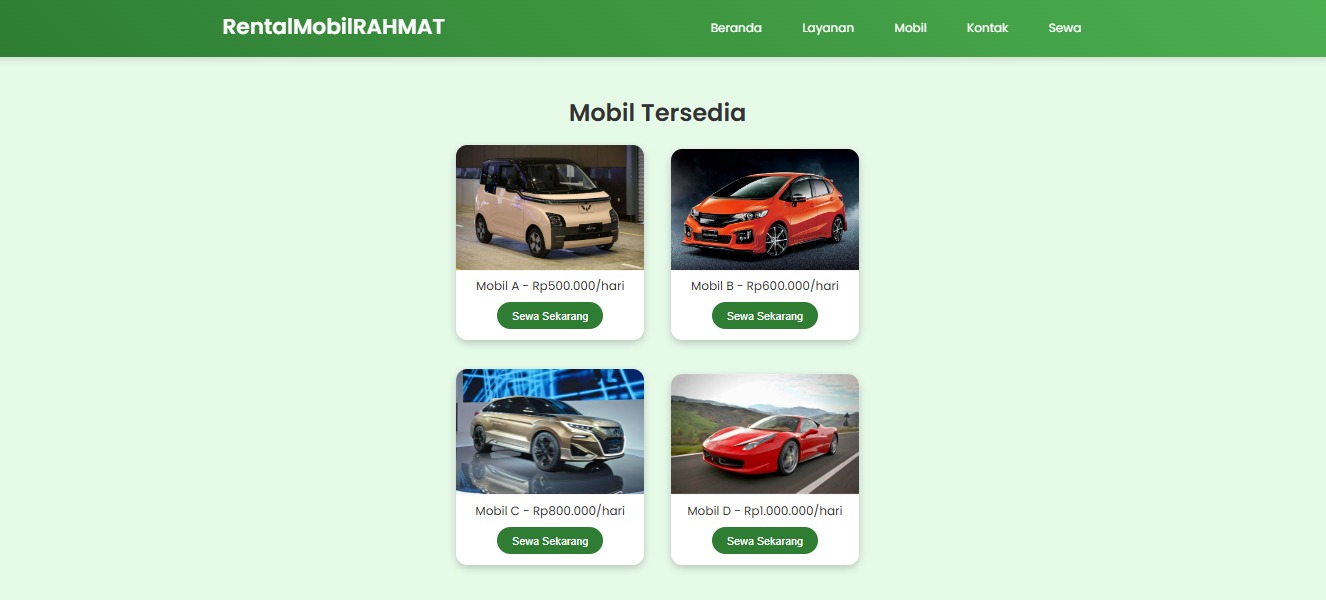 RentalMobilRAHMAT
Beranda Layanan Mobil Kontak Sewa
Mobil Tersedia
Mobil A - Rp500.000/hari
Sewa Sekarang
Mobil B - Rp600.000/hari
Sewa Sekarang
Mobil C - Rp800.000/hari
Sewa Sekarang
Mobil D - Rp1.000.000/hari
Sewa Sekarang